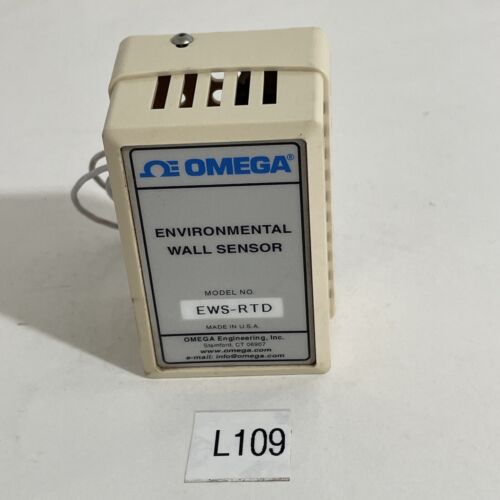 ΩE OMEGA®
ENVIRONMENTAL
WALL SENSOR
MODEL NO.
EWS-RTD
MADE IN U.S.A.
OMEGA Engineering, Inc.
Stamford, CT 06907
www.omega.com
e-mail: info@omega.com
L109